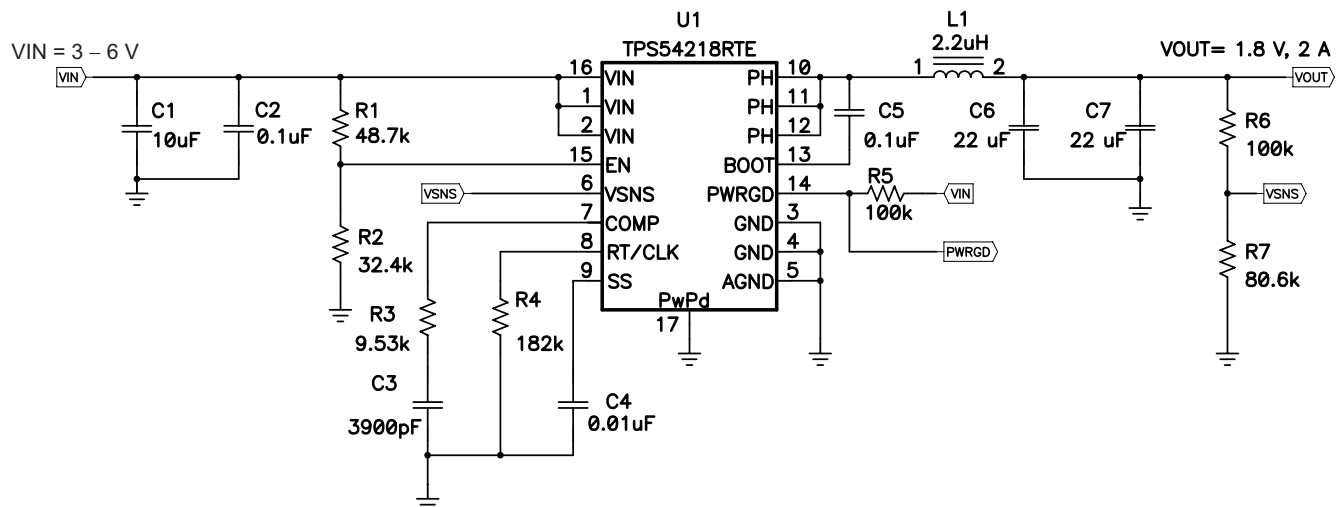 U1
TPS54218RTE
L1
2.2uH
VIN = 3 – 6 V
VOUT= 1.8 V, 2 A
VIN
VOUT
16 VIN
1 VIN
2 VIN
15 EN
6 VSNS
7 COMP
8 RT/CLK
9 SS
PH 10
PH 11
PH 12
BOOT 13
PWRGD 14
GND 3
GND 4
AGND 5
PwPd
17
1
2
C1
10uF
C2
0.1uF
R1
48.7k
R2
32.4k
VSNS
R3
9.53k
C3
3900pF
R4
182k
C4
0.01uF
C5
0.1uF
R5
100k
VIN
PWRGD
C6
22 uF
C7
22 uF
R6
100k
VSNS
R7
80.6k